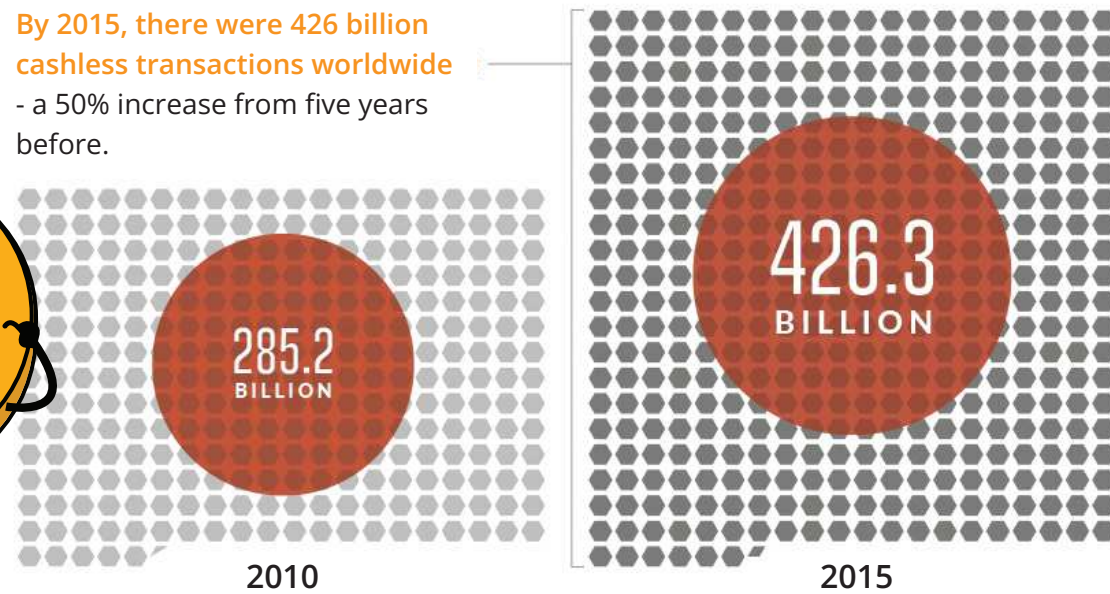 By 2015, there were 426 billion
cashless transactions worldwide
- a 50% increase from five years
before.
285.2
BILLION
2010
426.3
BILLION
2015